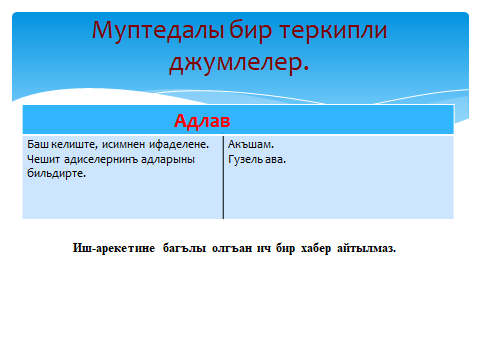 Муптедалы бир теркипли
джумлелер.
Адлав
Баш келиште, исимнен ифаделене.
Чешит адиселернинъ адларыны
бильдирте.
Акъшам.
Гузель ава.
Иш-арекетине багълы олгъан ич бир хабер айтылмаз.